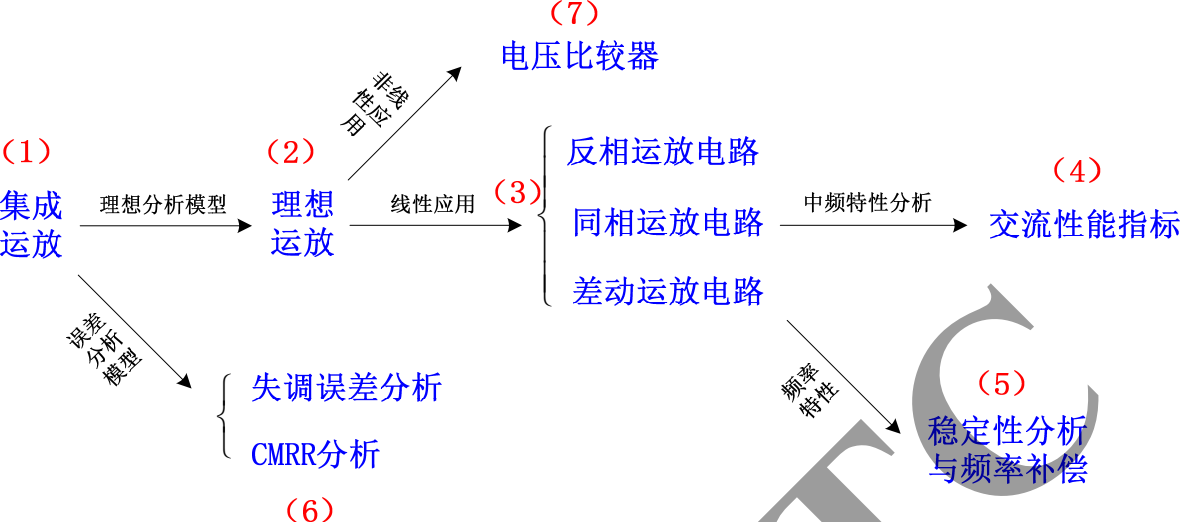 （7）
电压比较器
非线
性应
用
（1）
集成
运放
理想分析模型
（2）
理想
运放
线性应用
（3）
反相运放电路
同相运放电路
差动运放电路
中频特性分析
（4）
交流性能指标
误差
分析
模型
失调误差分析
CMRR分析
（6）
频率
特性
（5）
稳定性分析
与频率补偿
TC